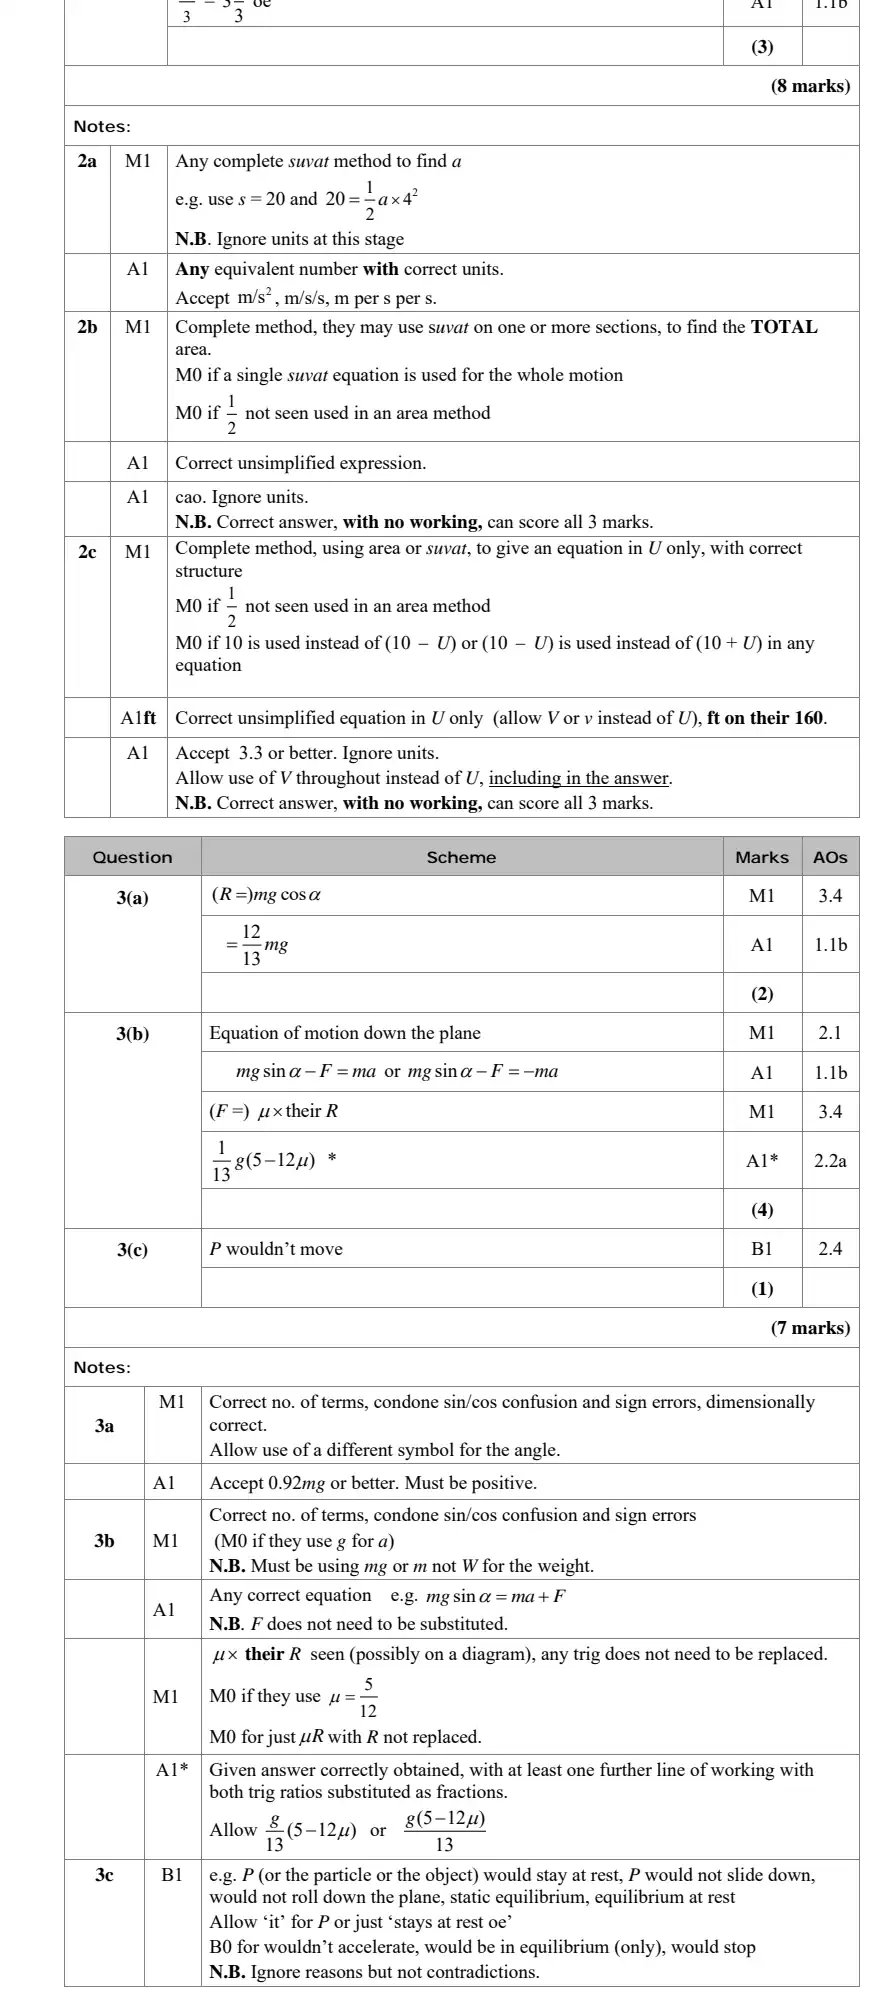 3 3 oe A1 1.1b
(3)
(8 marks)
Notes:
2a M1 Any complete suvat method to find a
e.g. use s = 20 and 20 = 1/2 a × 4²
N.B. Ignore units at this stage
A1 Any equivalent number with correct units.
Accept m/s², m/s/s, m per s per s.
2b M1 Complete method, they may use suvat on one or more sections, to find the TOTAL
area.
M0 if a single suvat equation is used for the whole motion
M0 if 1/2 not seen used in an area method
A1 Correct unsimplified expression.
A1 cao. Ignore units.
N.B. Correct answer, with no working, can score all 3 marks.
2c M1 Complete method, using area or suvat, to give an equation in U only, with correct
structure
M0 if 1/2 not seen used in an area method
M0 if 10 is used instead of (10 – U) or (10 – U) is used instead of (10 + U) in any
equation
A1ft Correct unsimplified equation in U only (allow V or v instead of U), ft on their 160.
A1 Accept 3.3 or better. Ignore units.
Allow use of V throughout instead of U, including in the answer.
N.B. Correct answer, with no working, can score all 3 marks.
Question Scheme Marks AOs
3(a) (R =)mg cos α M1 3.4
= 12/13 mg A1 1.1b
(2)
3(b) Equation of motion down the plane M1 2.1
mg sin α − F = ma or mg sin α − F = −ma A1 1.1b
(F =) μ × their R M1 3.4
1/13 g(5 − 12μ) * A1* 2.2a
(4)
3(c) P wouldn’t move B1 2.4
(1)
(7 marks)
Notes:
3a M1 Correct no. of terms, condone sin/cos confusion and sign errors, dimensionally
correct.
Allow use of a different symbol for the angle.
A1 Accept 0.92mg or better. Must be positive.
3b M1 Correct no. of terms, condone sin/cos confusion and sign errors
(M0 if they use g for a)
N.B. Must be using mg or m not W for the weight.
A1 Any correct equation e.g. mg sin α = ma + F
N.B. F does not need to be substituted.
M1 μ × their R seen (possibly on a diagram), any trig does not need to be replaced.
M0 if they use μ = 5/12
M0 for just μR with R not replaced.
A1* Given answer correctly obtained, with at least one further line of working with
both trig ratios substituted as fractions.
Allow g/13 (5 − 12μ) or g(5 − 12μ)/13
3c B1 e.g. P (or the particle or the object) would stay at rest, P would not slide down,
would not roll down the plane, static equilibrium, equilibrium at rest
Allow ‘it’ for P or just ‘stays at rest oe’
B0 for wouldn’t accelerate, would be in equilibrium (only), would stop
N.B. Ignore reasons but not contradictions.